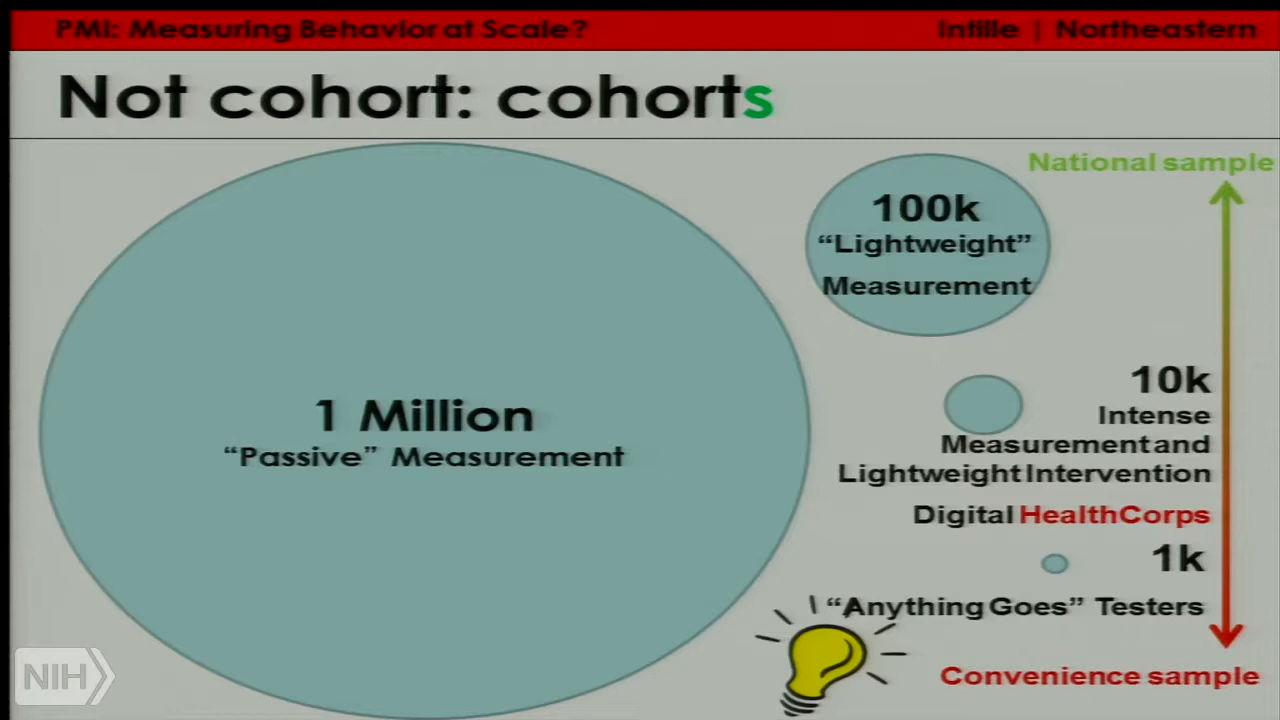 PMI: Measuring Behavior at Scale?
Intille | Northeastern
Not cohort: cohorts
1 Million
“Passive” Measurement
100k
“Lightweight”
Measurement
National sample
10k
Intense
Measurement and
Lightweight Intervention
Digital HealthCorps
1k
“Anything Goes” Testers
Convenience sample
NIH